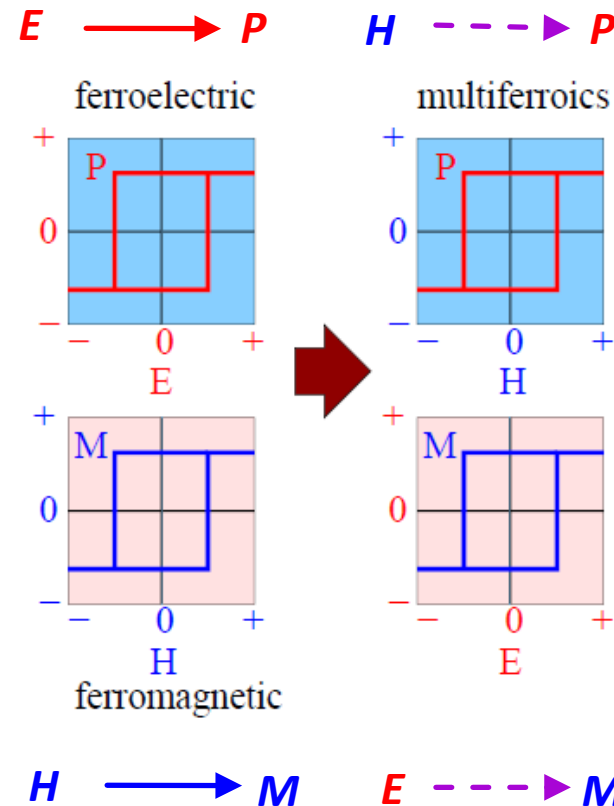 E P H P
ferroelectric multiferroics
+ P 0 − − 0 + E
+ P 0 − − 0 + H
+ M 0 − − 0 + H
+ M 0 − − 0 + E
ferromagnetic
H M E M